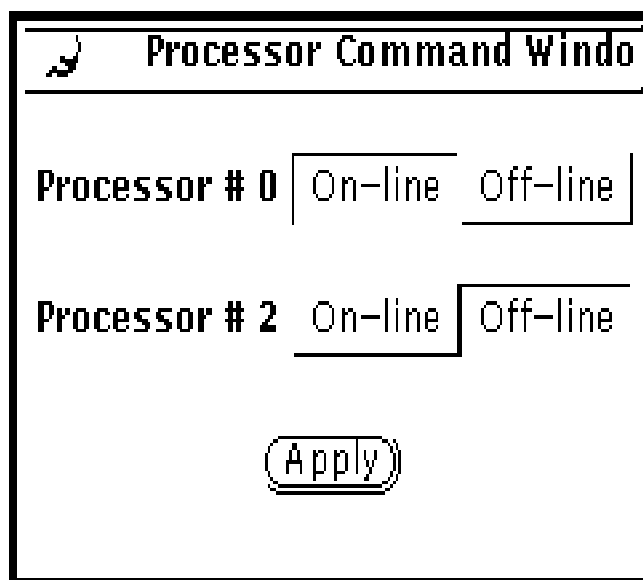 Processor Command Windo
Processor # 0 On-line Off-line
Processor # 2 On-line Off-line
Apply